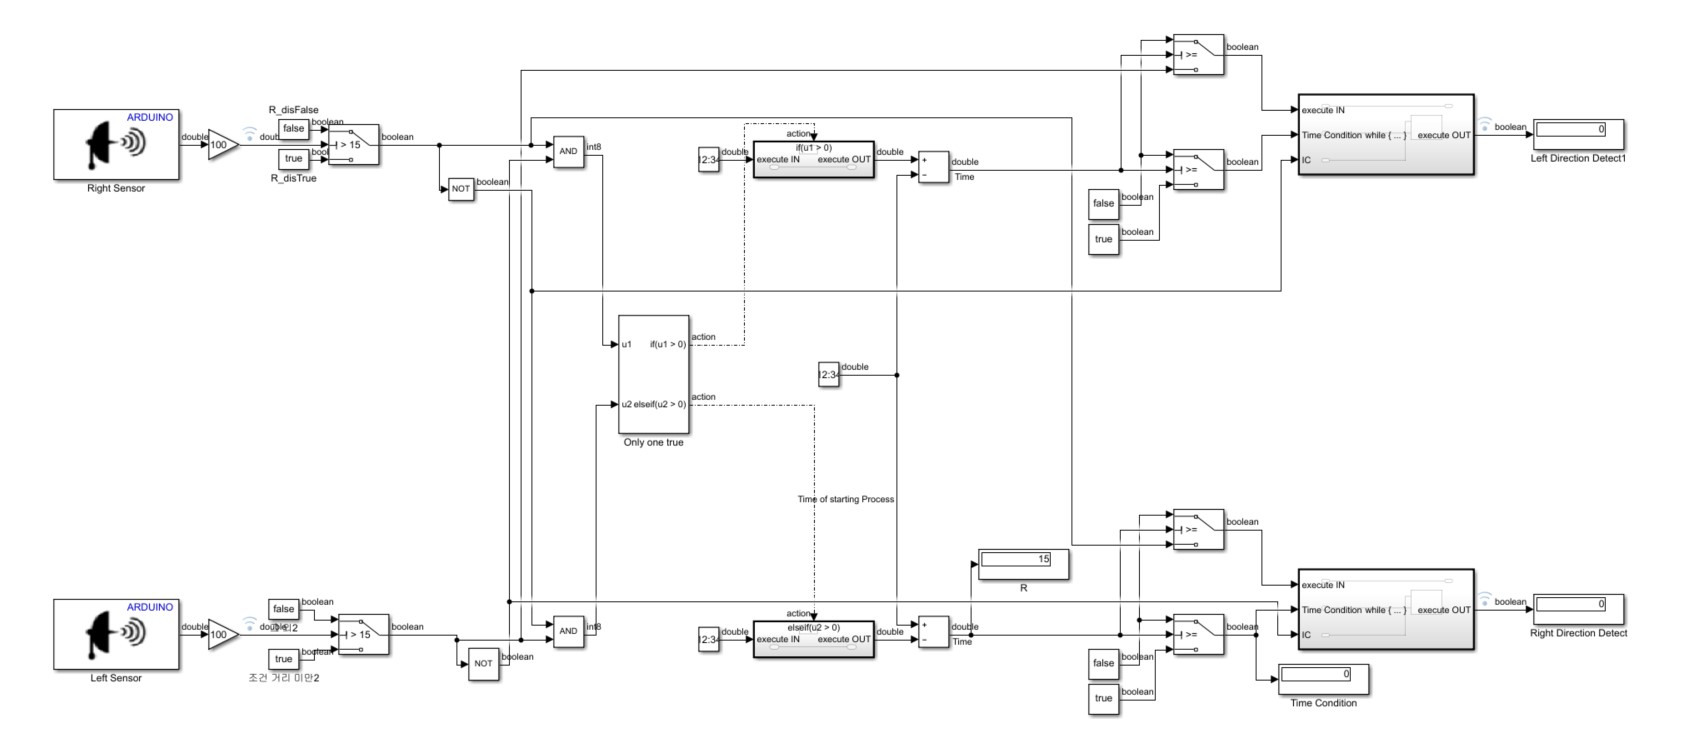 ARDUINO
double
100
double
R_disFalse
false
boolean
true
R_disTrue
> 15
boolean
Right Sensor
NOT
boolean
AND
int8
12:34
double
action
if(u1 > 0)
execute IN
execute OUT
double
+
−
double
Time
>=
boolean
>=
boolean
false
boolean
true
boolean
execute IN
Time Condition while { ... }
execute OUT
IC
boolean
0
Left Direction Detect1
u1
if(u1 > 0)
action
u2
elseif(u2 > 0)
action
Only one true
12:34
double
Time of starting Process
ARDUINO
double
100
double
false
boolean
true
boolean
조건 거리 미만2
> 15
boolean
Left Sensor
NOT
boolean
AND
int8
12:34
double
action
elseif(u2 > 0)
execute IN
execute OUT
double
+
−
double
Time
15
R
>=
boolean
>=
boolean
false
boolean
true
boolean
execute IN
Time Condition while { ... }
execute OUT
IC
boolean
0
Right Direction Detect
0
Time Condition